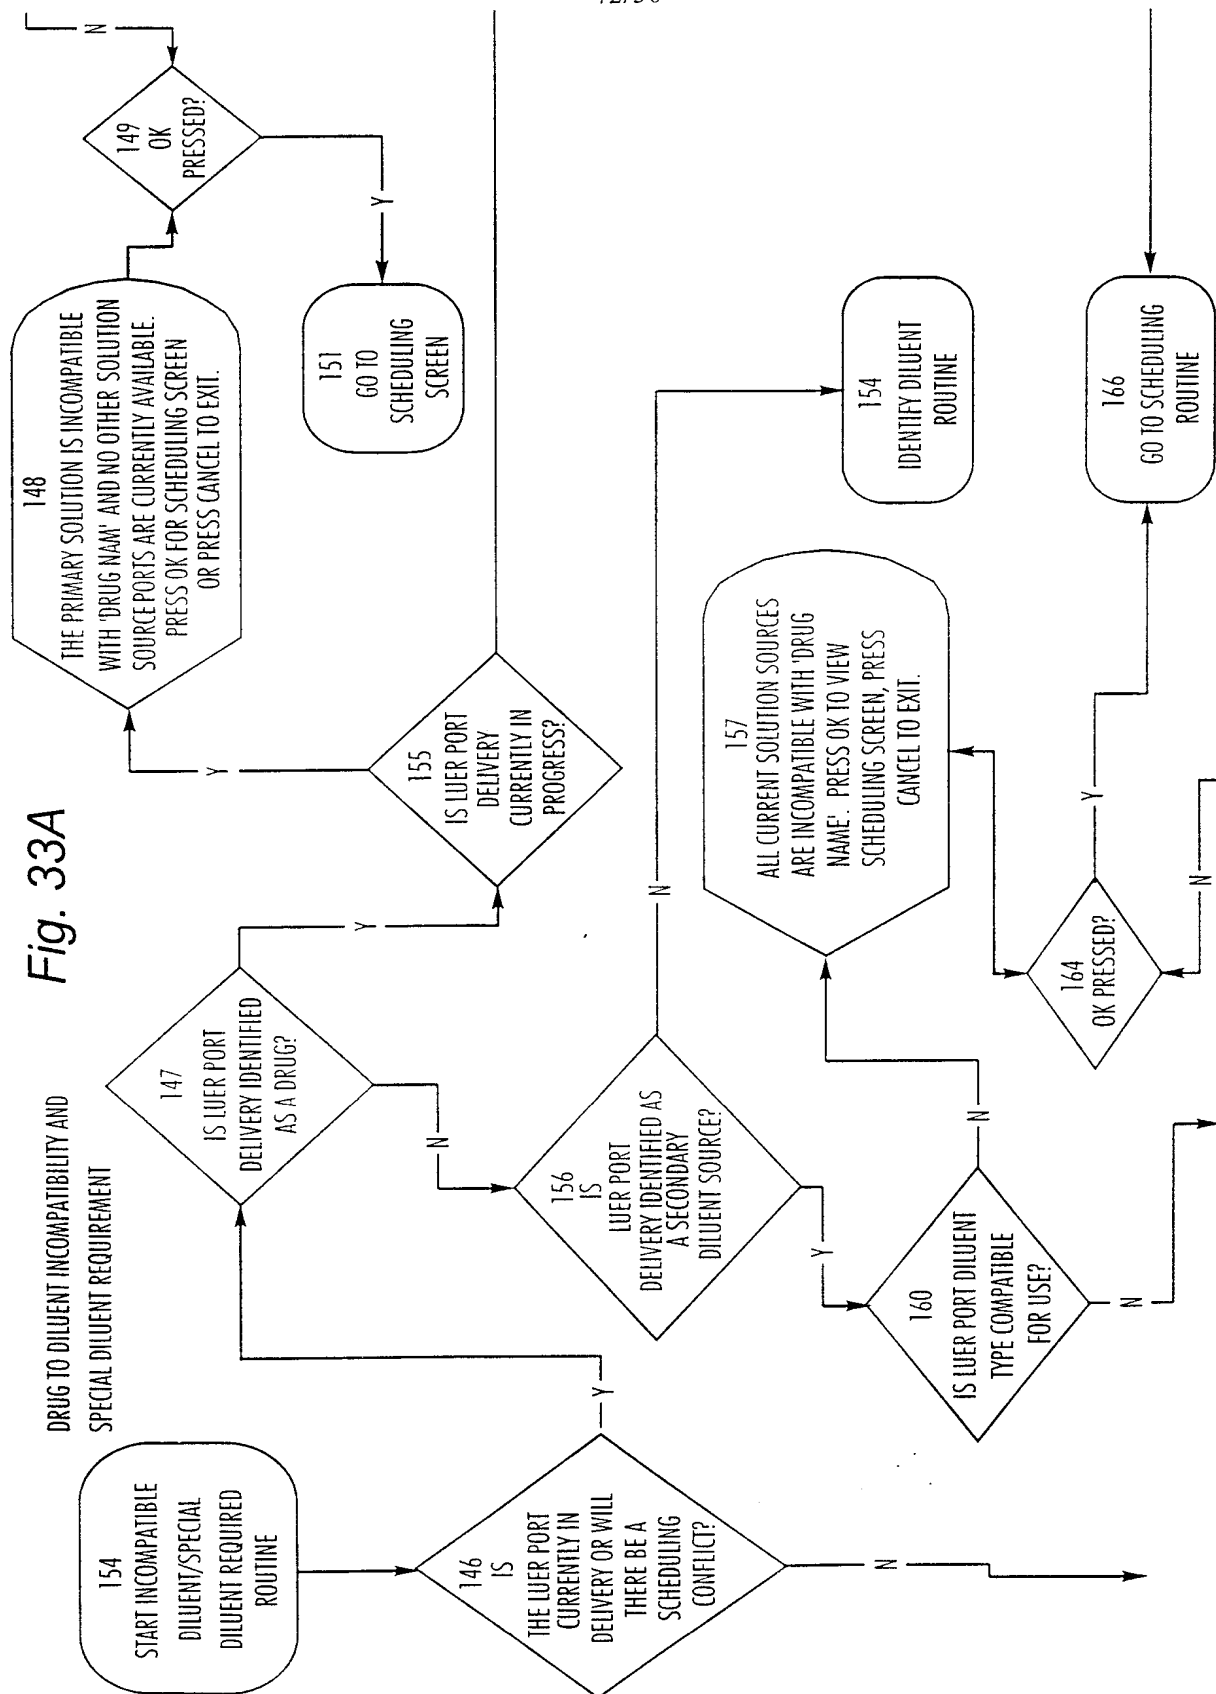 Fig. 33A
DRUG TO DILUENT INCOMPATIBILITY AND
SPECIAL DILUENT REQUIREMENT
154
START INCOMPATIBLE
DILUENT/SPECIAL
DILUENT REQUIRED
ROUTINE
146
IS
THE LUER PORT
CURRENTLY IN
DELIVERY OR WILL
THERE BE A
SCHEDULING
CONFLICT?
Y
N
147
IS LUER PORT
DELIVERY IDENTIFIED
AS A DRUG?
Y
N
155
IS LUER PORT
DELIVERY
CURRENTLY IN
PROGRESS?
Y
148
THE PRIMARY SOLUTION IS INCOMPATIBLE
WITH 'DRUG NAM' AND NO OTHER SOLUTION
SOURCE PORTS ARE CURRENTLY AVAILABLE.
PRESS OK FOR SCHEDULING SCREEN
OR PRESS CANCEL TO EXIT.
149
OK
PRESSED?
N
Y
151
GO TO
SCHEDULING
SCREEN
156
IS
LUER PORT
DELIVERY IDENTIFIED AS
A SECONDARY
DILUENT SOURCE?
N
Y
154
IDENTIFY DILUENT
ROUTINE
160
IS LUER PORT DILUENT
TYPE COMPATIBLE
FOR USE?
N
N
157
ALL CURRENT SOLUTION SOURCES
ARE INCOMPATIBLE WITH 'DRUG
NAME'. PRESS OK TO VIEW
SCHEDULING SCREEN, PRESS
CANCEL TO EXIT.
164
OK PRESSED?
Y
N
166
GO TO SCHEDULING
ROUTINE